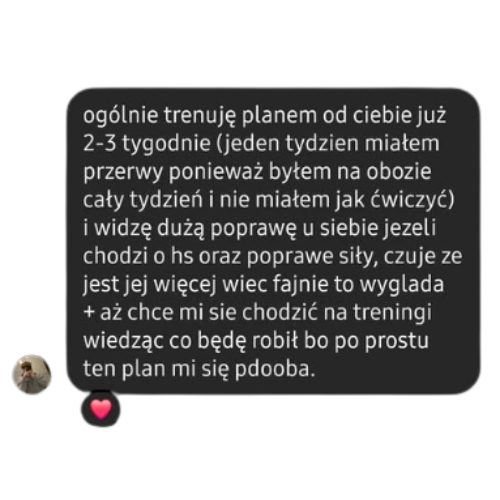 ogólnie trenuję planem od ciebie już
2-3 tygodnie (jeden tydzien miałem
przerwy ponieważ byłem na obozie
cały tydzień i nie miałem jak ćwiczyć)
i widzę dużą poprawę u siebie jezeli
chodzi o hs oraz poprawe siły, czuje ze
jest jej więcej wiec fajnie to wyglada
+ aż chce mi sie chodzić na treningi
wiedząc co będę robił bo po prostu
ten plan mi się pdooba.